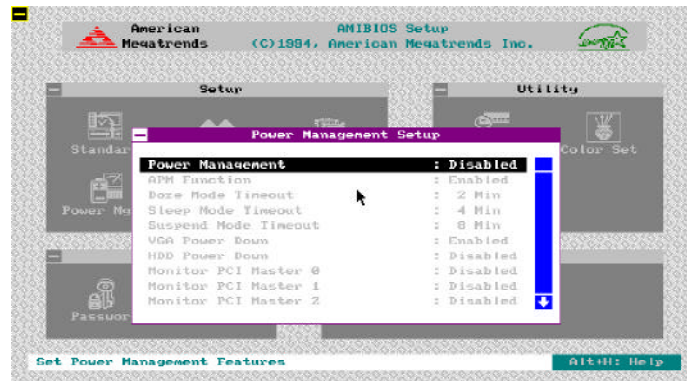 American
Megatrends
AMIBIOS Setup
(C)1994, American Megatrends Inc.
Setup
Utility
Standar
Color Set
Power Mg
Passwor
Power Management Setup
Power Management : Disabled
APM Function : Enabled
Doze Mode Timeout : 2 Min
Sleep Mode Timeout : 4 Min
Suspend Mode Timeout : 8 Min
VGA Power Down : Enabled
HDD Power Down : Disabled
Monitor PCI Master 0 : Disabled
Monitor PCI Master 1 : Disabled
Monitor PCI Master 2 : Disabled
Set Power Management Features
Alt+H: Help